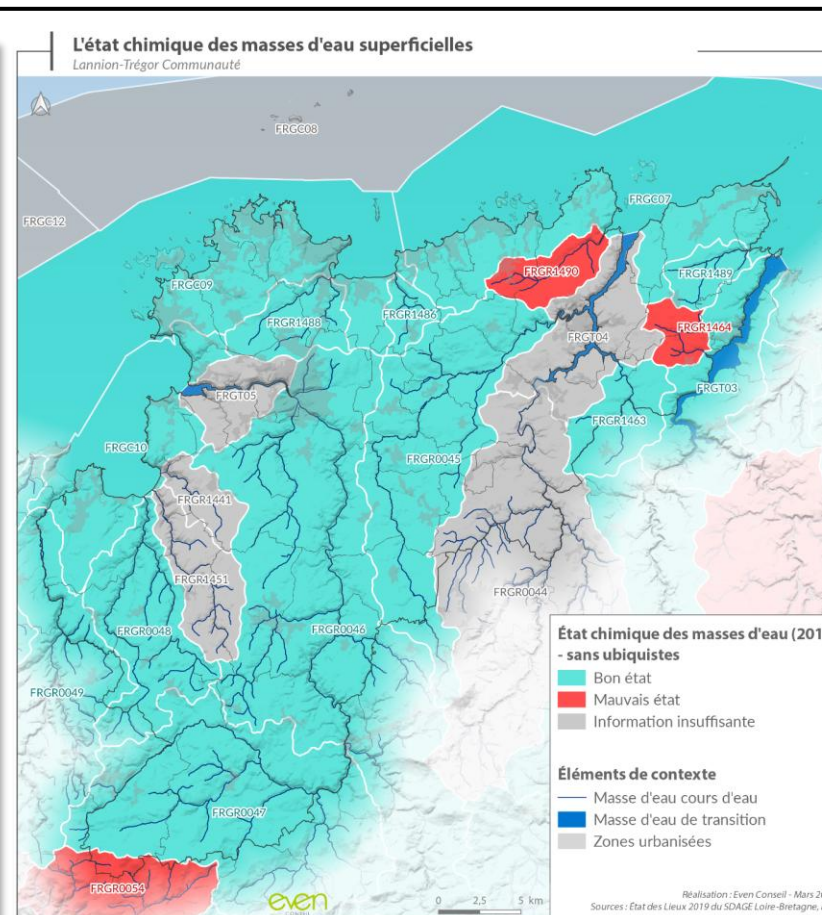 L'état chimique des masses d'eau superficielles
Lannion-Trégor Communauté
FRGC08
FRGC12
FRGC07
FRGR1490
FRGR1489
FRGC09
FRGR1488
FRGR1486
FRGR1464
FRGT04
FRGT05
FRGT03
FRGR1463
FRGC10
FRGR0045
FRGR1441
FRGR1451
FRGR0044
FRGR0048
FRGR0046
FRGR0049
FRGR0047
FRGR0054
État chimique des masses d'eau (201
- sans ubiquistes
Bon état
Mauvais état
Information insuffisante
Éléments de contexte
Masse d'eau cours d'eau
Masse d'eau de transition
Zones urbanisées
even
0 2,5 5 km
Réalisation : Even Conseil - Mars 20
Sources : État des Lieux 2019 du SDAGE Loire-Bretagne,